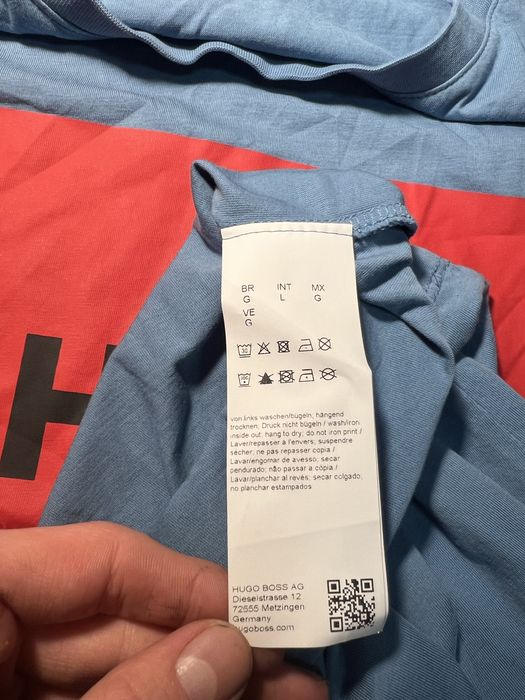 H
BR INT MX
G L G
VE
G
30
100
von links waschen/bügeln; hängend
trocknen; Druck nicht bügeln / wash/iron
inside out; hang to dry; do not iron print /
Laver/repasser à l'envers; suspendre
sécher; ne pas repasser copia /
Lavar/engomar de avesso; secar
pendurado; não passar a cópia /
Lavar/planchar al revés; secar colgado;
no planchar estampados
HUGO BOSS AG
Dieselstrasse 12
72555 Metzingen
Germany
hugoboss.com